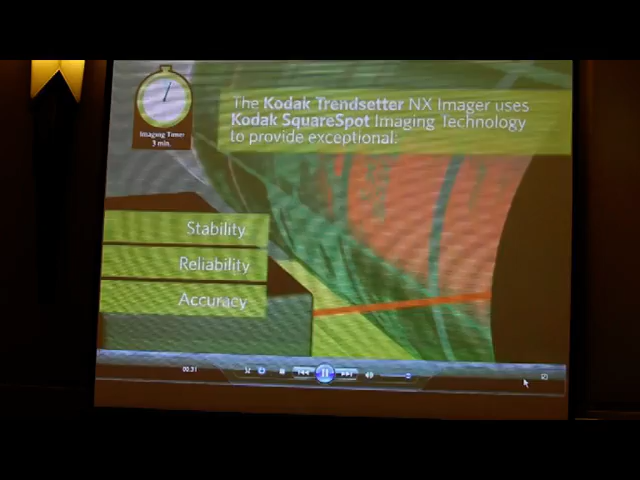 The Kodak Trendsetter NX Imager uses
Kodak SquareSpot Imaging Technology
to provide exceptional:
Imaging Time:
3 min.
Stability
Reliability
Accuracy
00:31